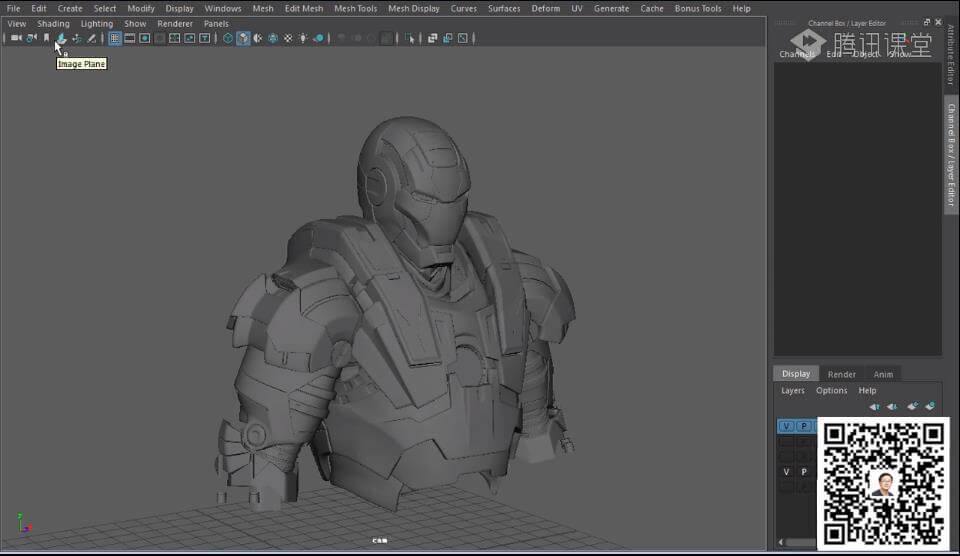 File Edit Create Select Modify Display Windows Mesh Edit Mesh Mesh Tools Mesh Display Curves Surfaces Deform UV Generate Cache Bonus Tools Help
View Shading Lighting Show Renderer Panels
Image Plane
Channel Box / Layer Editor
腾讯课堂
Channels Edit Object Show
Attribute Editor
Channel Box / Layer Editor
Display Render Anim
Layers Options Help
V P
V P
cam